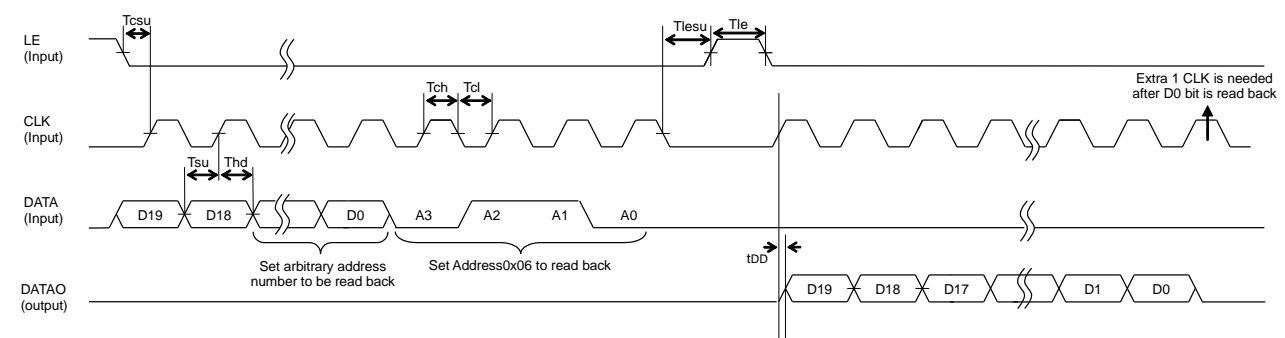 Tcsu
Tlesu
Tle
LE
(Input)
Extra 1 CLK is needed
after D0 bit is read back
Tch
Tcl
CLK
(Input)
Tsu
Thd
DATA
(Input)
D19
D18
D0
A3
A2
A1
A0
Set arbitrary address
number to be read back
Set Address0x06 to read back
tDD
DATAO
(output)
D19
D18
D17
D1
D0